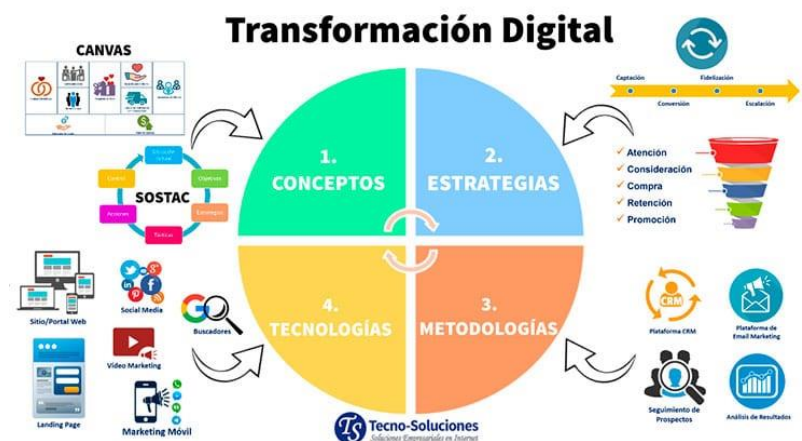 Transformación Digital
CANVAS
1.
CONCEPTOS
2.
ESTRATEGIAS
Captación
Fidelización
Conversión
Escalación
✓ Atención
✓ Consideración
✓ Compra
✓ Retención
✓ Promoción
SOSTAC
Objetivos
Estrategias
Tácticas
Acciones
Control
4.
TECNOLOGÍAS
3.
METODOLOGÍAS
Sitio/Portal Web
Social Media
Buscadores
Video Marketing
Landing Page
Marketing Móvil
CRM
Plataforma CRM
Plataforma de
Email Marketing
Seguimiento de
Prospectos
Análisis de Resultados
TS
Tecno-Soluciones
Soluciones Empresariales en Internet